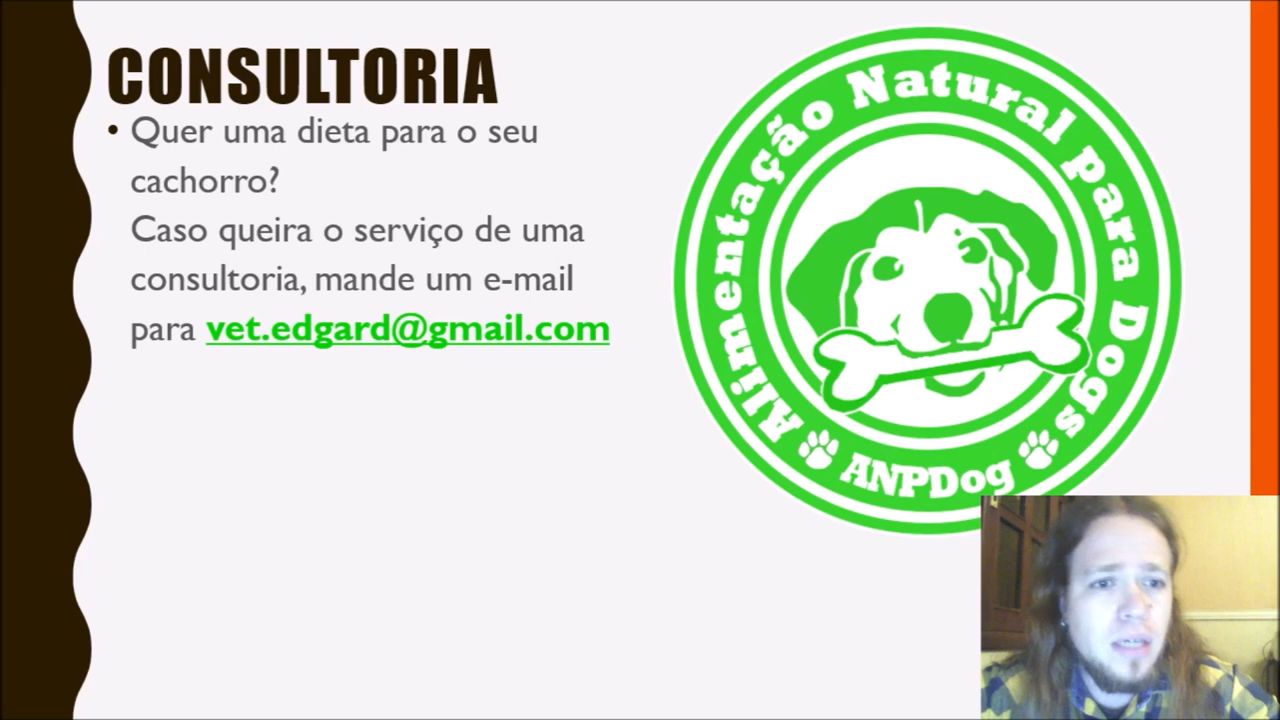 CONSULTORIA
• Quer uma dieta para o seu
cachorro?
Caso queira o serviço de uma
consultoria, mande um e-mail
para vet.edgard@gmail.com
Alimentação Natural para Dogs
ANPDog